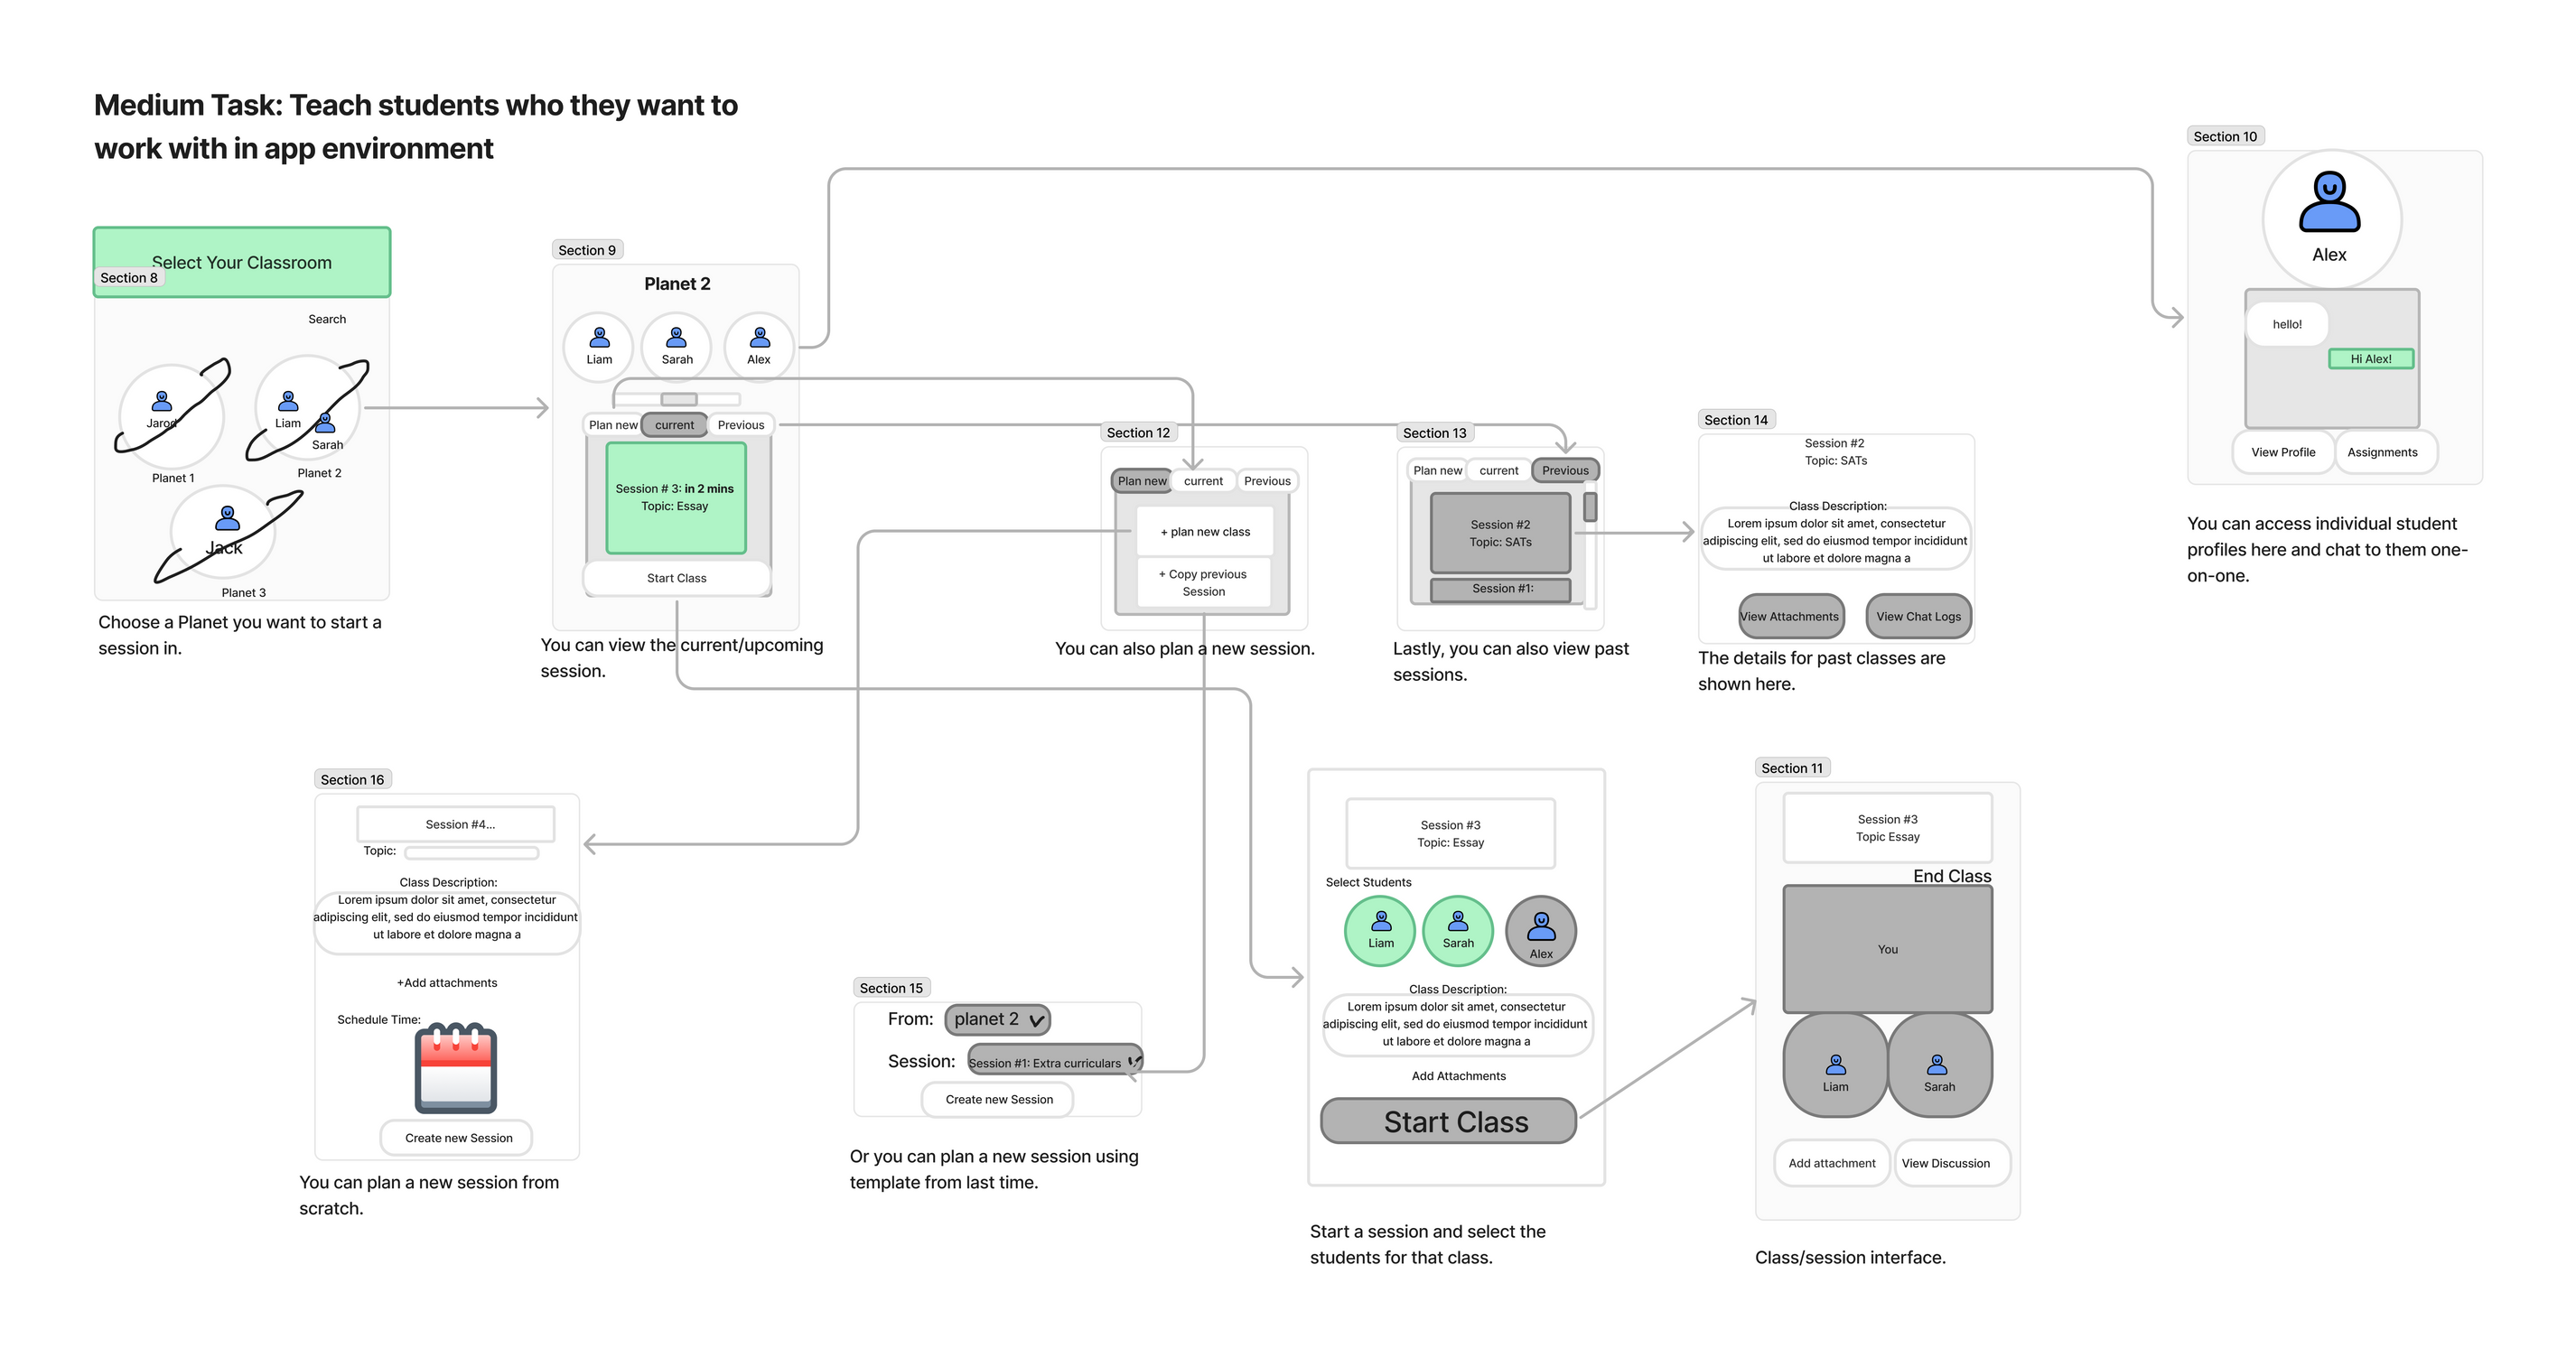 Medium Task: Teach students who they want to
work with in app environment
Select Your Classroom
Section 8
Search
Jarod
Planet 1
Liam
Sarah
Planet 2
Jack
Planet 3
Choose a Planet you want to start a
session in.
Section 9
Planet 2
Liam
Sarah
Alex
Plan new
current
Previous
Session # 3: in 2 mins
Topic: Essay
Start Class
You can view the current/upcoming
session.
Section 12
Plan new
current
Previous
+ plan new class
+ Copy previous
Session
You can also plan a new session.
Section 13
Plan new
current
Previous
Session #2
Topic: SATs
Session #1:
Lastly, you can also view past
sessions.
Section 14
Session #2
Topic: SATs
Class Description:
Lorem ipsum dolor sit amet, consectetur
adipiscing elit, sed do eiusmod tempor incididunt
ut labore et dolore magna a
View Attachments
View Chat Logs
The details for past classes are
shown here.
Section 10
Alex
hello!
Hi Alex!
View Profile
Assignments
You can access individual student
profiles here and chat to them one-
on-one.
Section 16
Session #4...
Topic:
Class Description:
Lorem ipsum dolor sit amet, consectetur
adipiscing elit, sed do eiusmod tempor incididunt
ut labore et dolore magna a
+Add attachments
Schedule Time:
Create new Session
You can plan a new session from
scratch.
Section 15
From:
planet 2
Session:
Session #1: Extra curriculars
Create new Session
Or you can plan a new session using
template from last time.
Session #3
Topic: Essay
Select Students
Liam
Sarah
Alex
Class Description:
Lorem ipsum dolor sit amet, consectetur
adipiscing elit, sed do eiusmod tempor incididunt
ut labore et dolore magna a
Add Attachments
Start Class
Start a session and select the
students for that class.
Section 11
Session #3
Topic Essay
End Class
You
Liam
Sarah
Add attachment
View Discussion
Class/session interface.